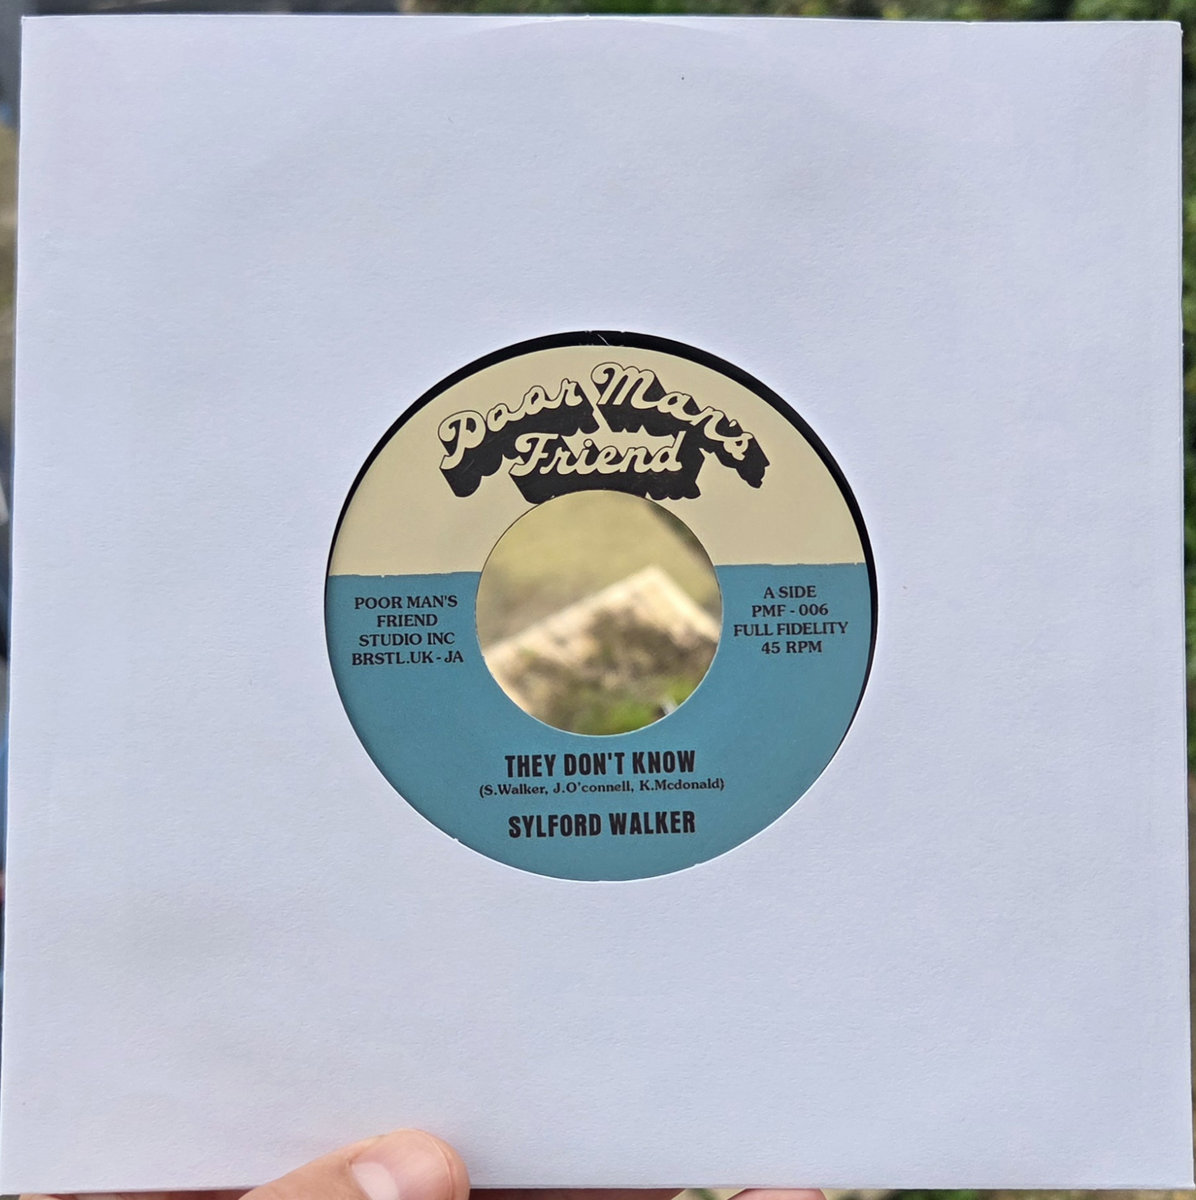 Poor Man's
Friend
POOR MAN'S
FRIEND
STUDIO INC
BRSTL.UK - JA
A SIDE
PMF - 006
FULL FIDELITY
45 RPM
THEY DON'T KNOW
(S.Walker, J.O'connell, K.Mcdonald)
SYLFORD WALKER